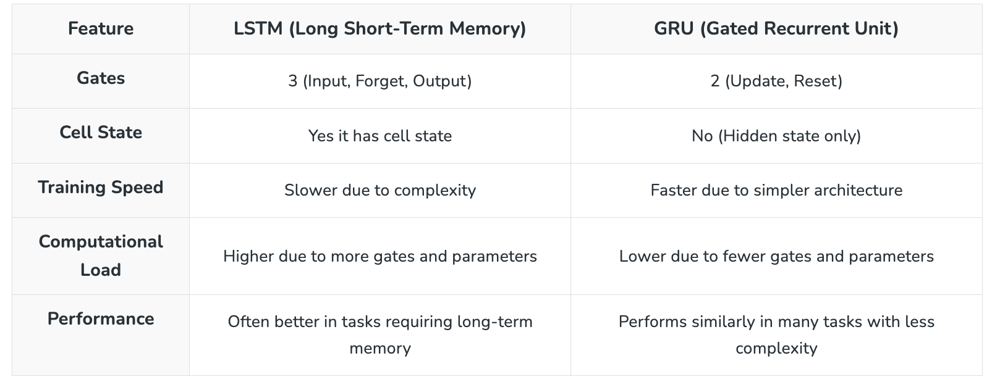 Feature
LSTM (Long Short-Term Memory)
GRU (Gated Recurrent Unit)
Gates
3 (Input, Forget, Output)
2 (Update, Reset)
Cell State
Yes it has cell state
No (Hidden state only)
Training Speed
Slower due to complexity
Faster due to simpler architecture
Computational
Load
Higher due to more gates and parameters
Lower due to fewer gates and parameters
Performance
Often better in tasks requiring long-term
memory
Performs similarly in many tasks with less
complexity